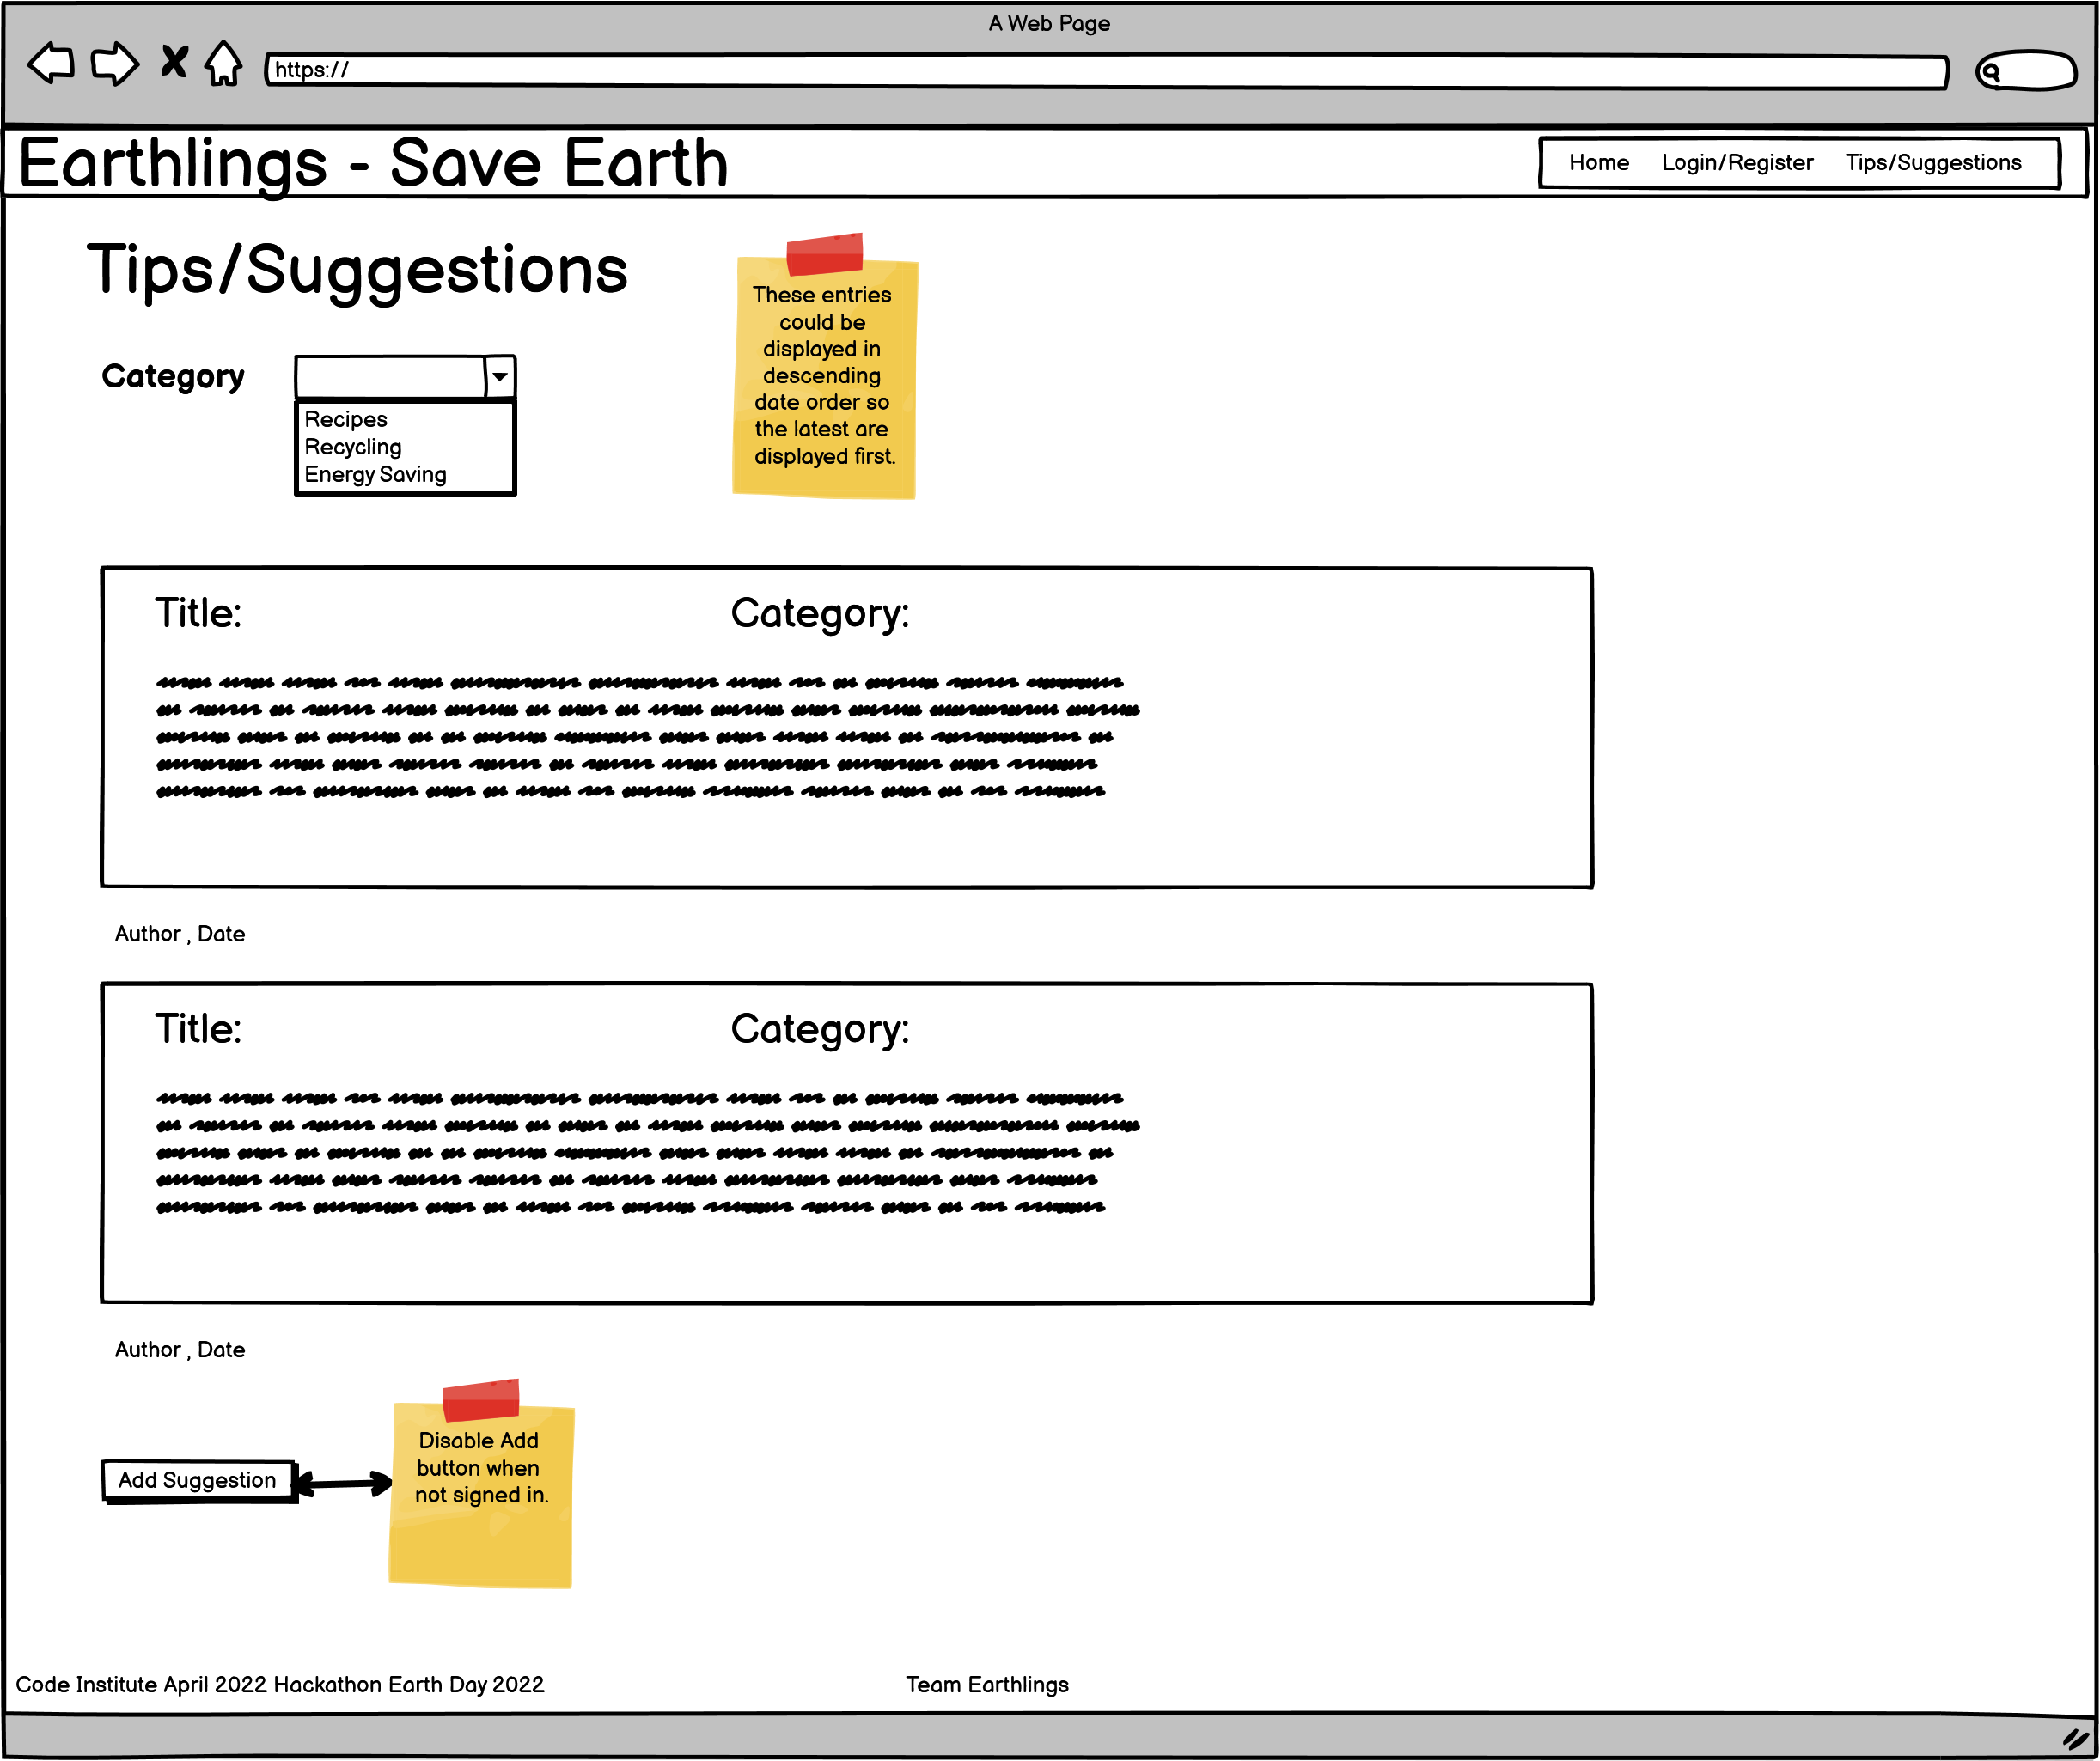 A Web Page
https://
Earthlings - Save Earth
Home Login/Register Tips/Suggestions
Tips/Suggestions
These entries
could be
displayed in
descending
date order so
the latest are
displayed first.
Category
Recipes
Recycling
Energy Saving
Title: Category:
Author , Date
Title: Category:
Author , Date
Disable Add
button when
not signed in.
Add Suggestion
Code Institute April 2022 Hackathon Earth Day 2022 Team Earthlings